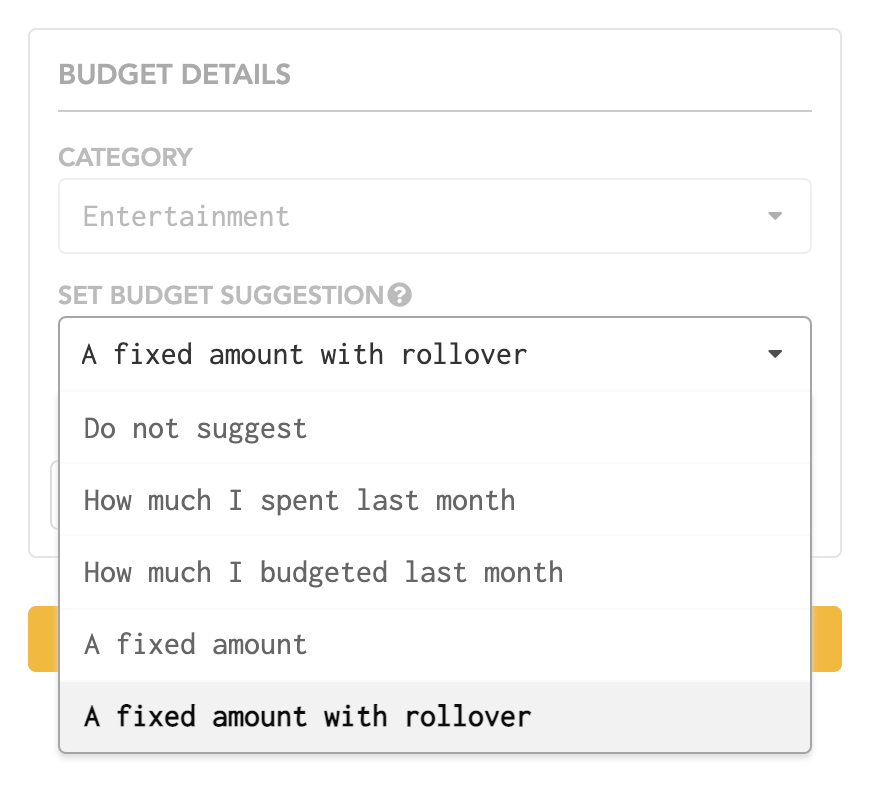 BUDGET DETAILS
CATEGORY
Entertainment
SET BUDGET SUGGESTION?
A fixed amount with rollover
Do not suggest
How much I spent last month
How much I budgeted last month
A fixed amount
A fixed amount with rollover